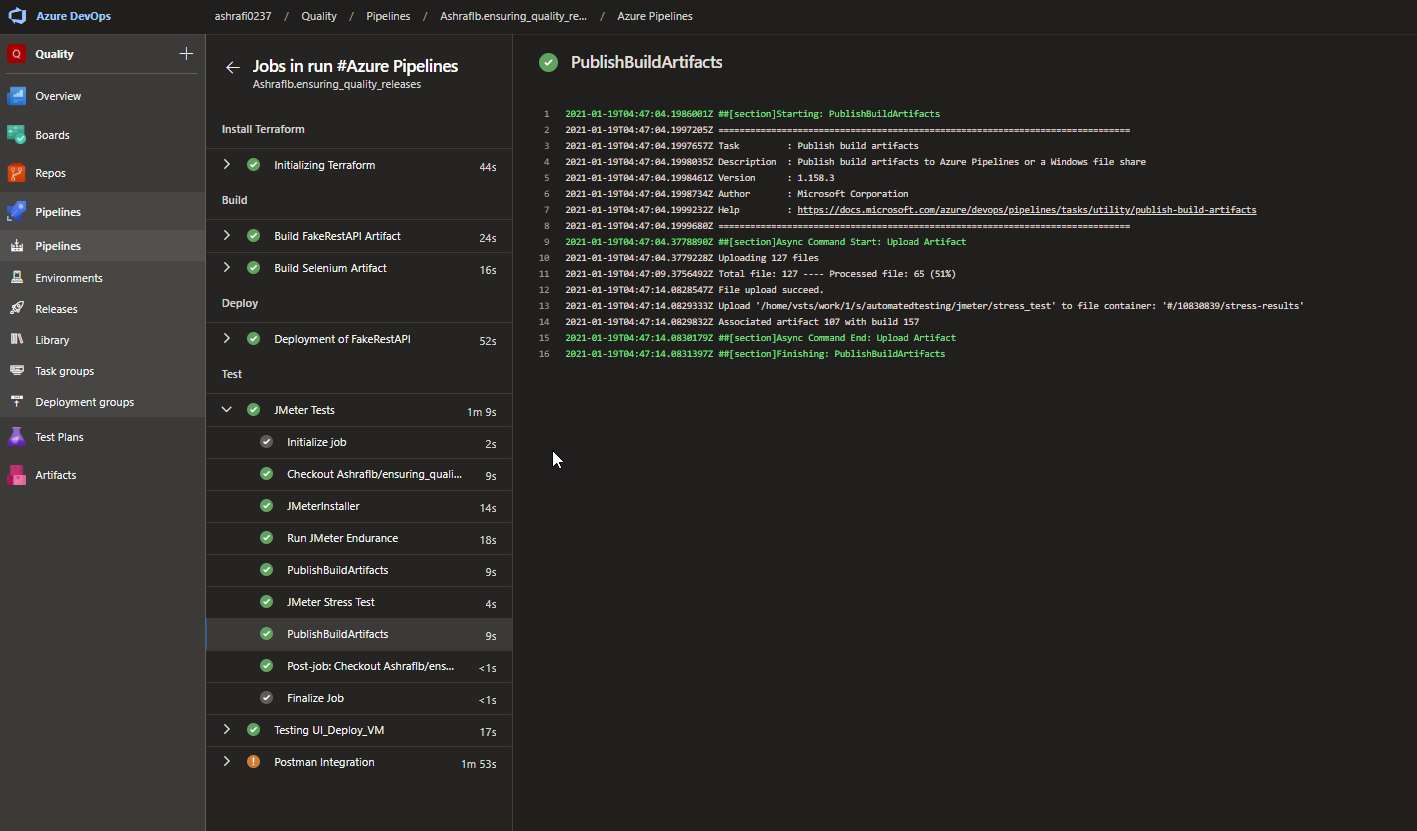 Azure DevOps
ashrafi0237 / Quality / Pipelines / Ashraflb.ensuring_quality_re... / Azure Pipelines
Q Quality +
Overview
Boards
Repos
Pipelines
Pipelines
Environments
Releases
Library
Task groups
Deployment groups
Test Plans
Artifacts
Jobs in run #Azure Pipelines
Ashraflb.ensuring_quality_releases
Install Terraform
Initializing Terraform 44s
Build
Build FakeRestAPI Artifact 24s
Build Selenium Artifact 16s
Deploy
Deployment of FakeRestAPI 52s
Test
JMeter Tests 1m 9s
Initialize job 2s
Checkout Ashraflb/ensuring_quali... 9s
JMeterInstaller 14s
Run JMeter Endurance 18s
PublishBuildArtifacts 9s
JMeter Stress Test 4s
PublishBuildArtifacts 9s
Post-job: Checkout Ashraflb/ens... <1s
Finalize Job <1s
Testing UI_Deploy_VM 17s
Postman Integration 1m 53s
PublishBuildArtifacts
1 2021-01-19T04:47:04.1986001Z ##[section]Starting: PublishBuildArtifacts
2 2021-01-19T04:47:04.1997205Z ==============================================================================
3 2021-01-19T04:47:04.1997657Z Task         : Publish build artifacts
4 2021-01-19T04:47:04.1998035Z Description  : Publish build artifacts to Azure Pipelines or a Windows file share
5 2021-01-19T04:47:04.1998461Z Version      : 1.158.3
6 2021-01-19T04:47:04.1998734Z Author       : Microsoft Corporation
7 2021-01-19T04:47:04.1999232Z Help         : https://docs.microsoft.com/azure/devops/pipelines/tasks/utility/publish-build-artifacts
8 2021-01-19T04:47:04.1999680Z ==============================================================================
9 2021-01-19T04:47:04.3778890Z ##[section]Async Command Start: Upload Artifact
10 2021-01-19T04:47:04.3779228Z Uploading 127 files
11 2021-01-19T04:47:09.3756492Z Total file: 127 ---- Processed file: 65 (51%)
12 2021-01-19T04:47:14.0828547Z File upload succeed.
13 2021-01-19T04:47:14.0829333Z Upload '/home/vsts/work/1/s/automatedtesting/jmeter/stress_test' to file container: '#/10830839/stress-results'
14 2021-01-19T04:47:14.0829832Z Associated artifact 107 with build 157
15 2021-01-19T04:47:14.0830179Z ##[section]Async Command End: Upload Artifact
16 2021-01-19T04:47:14.0831397Z ##[section]Finishing: PublishBuildArtifacts